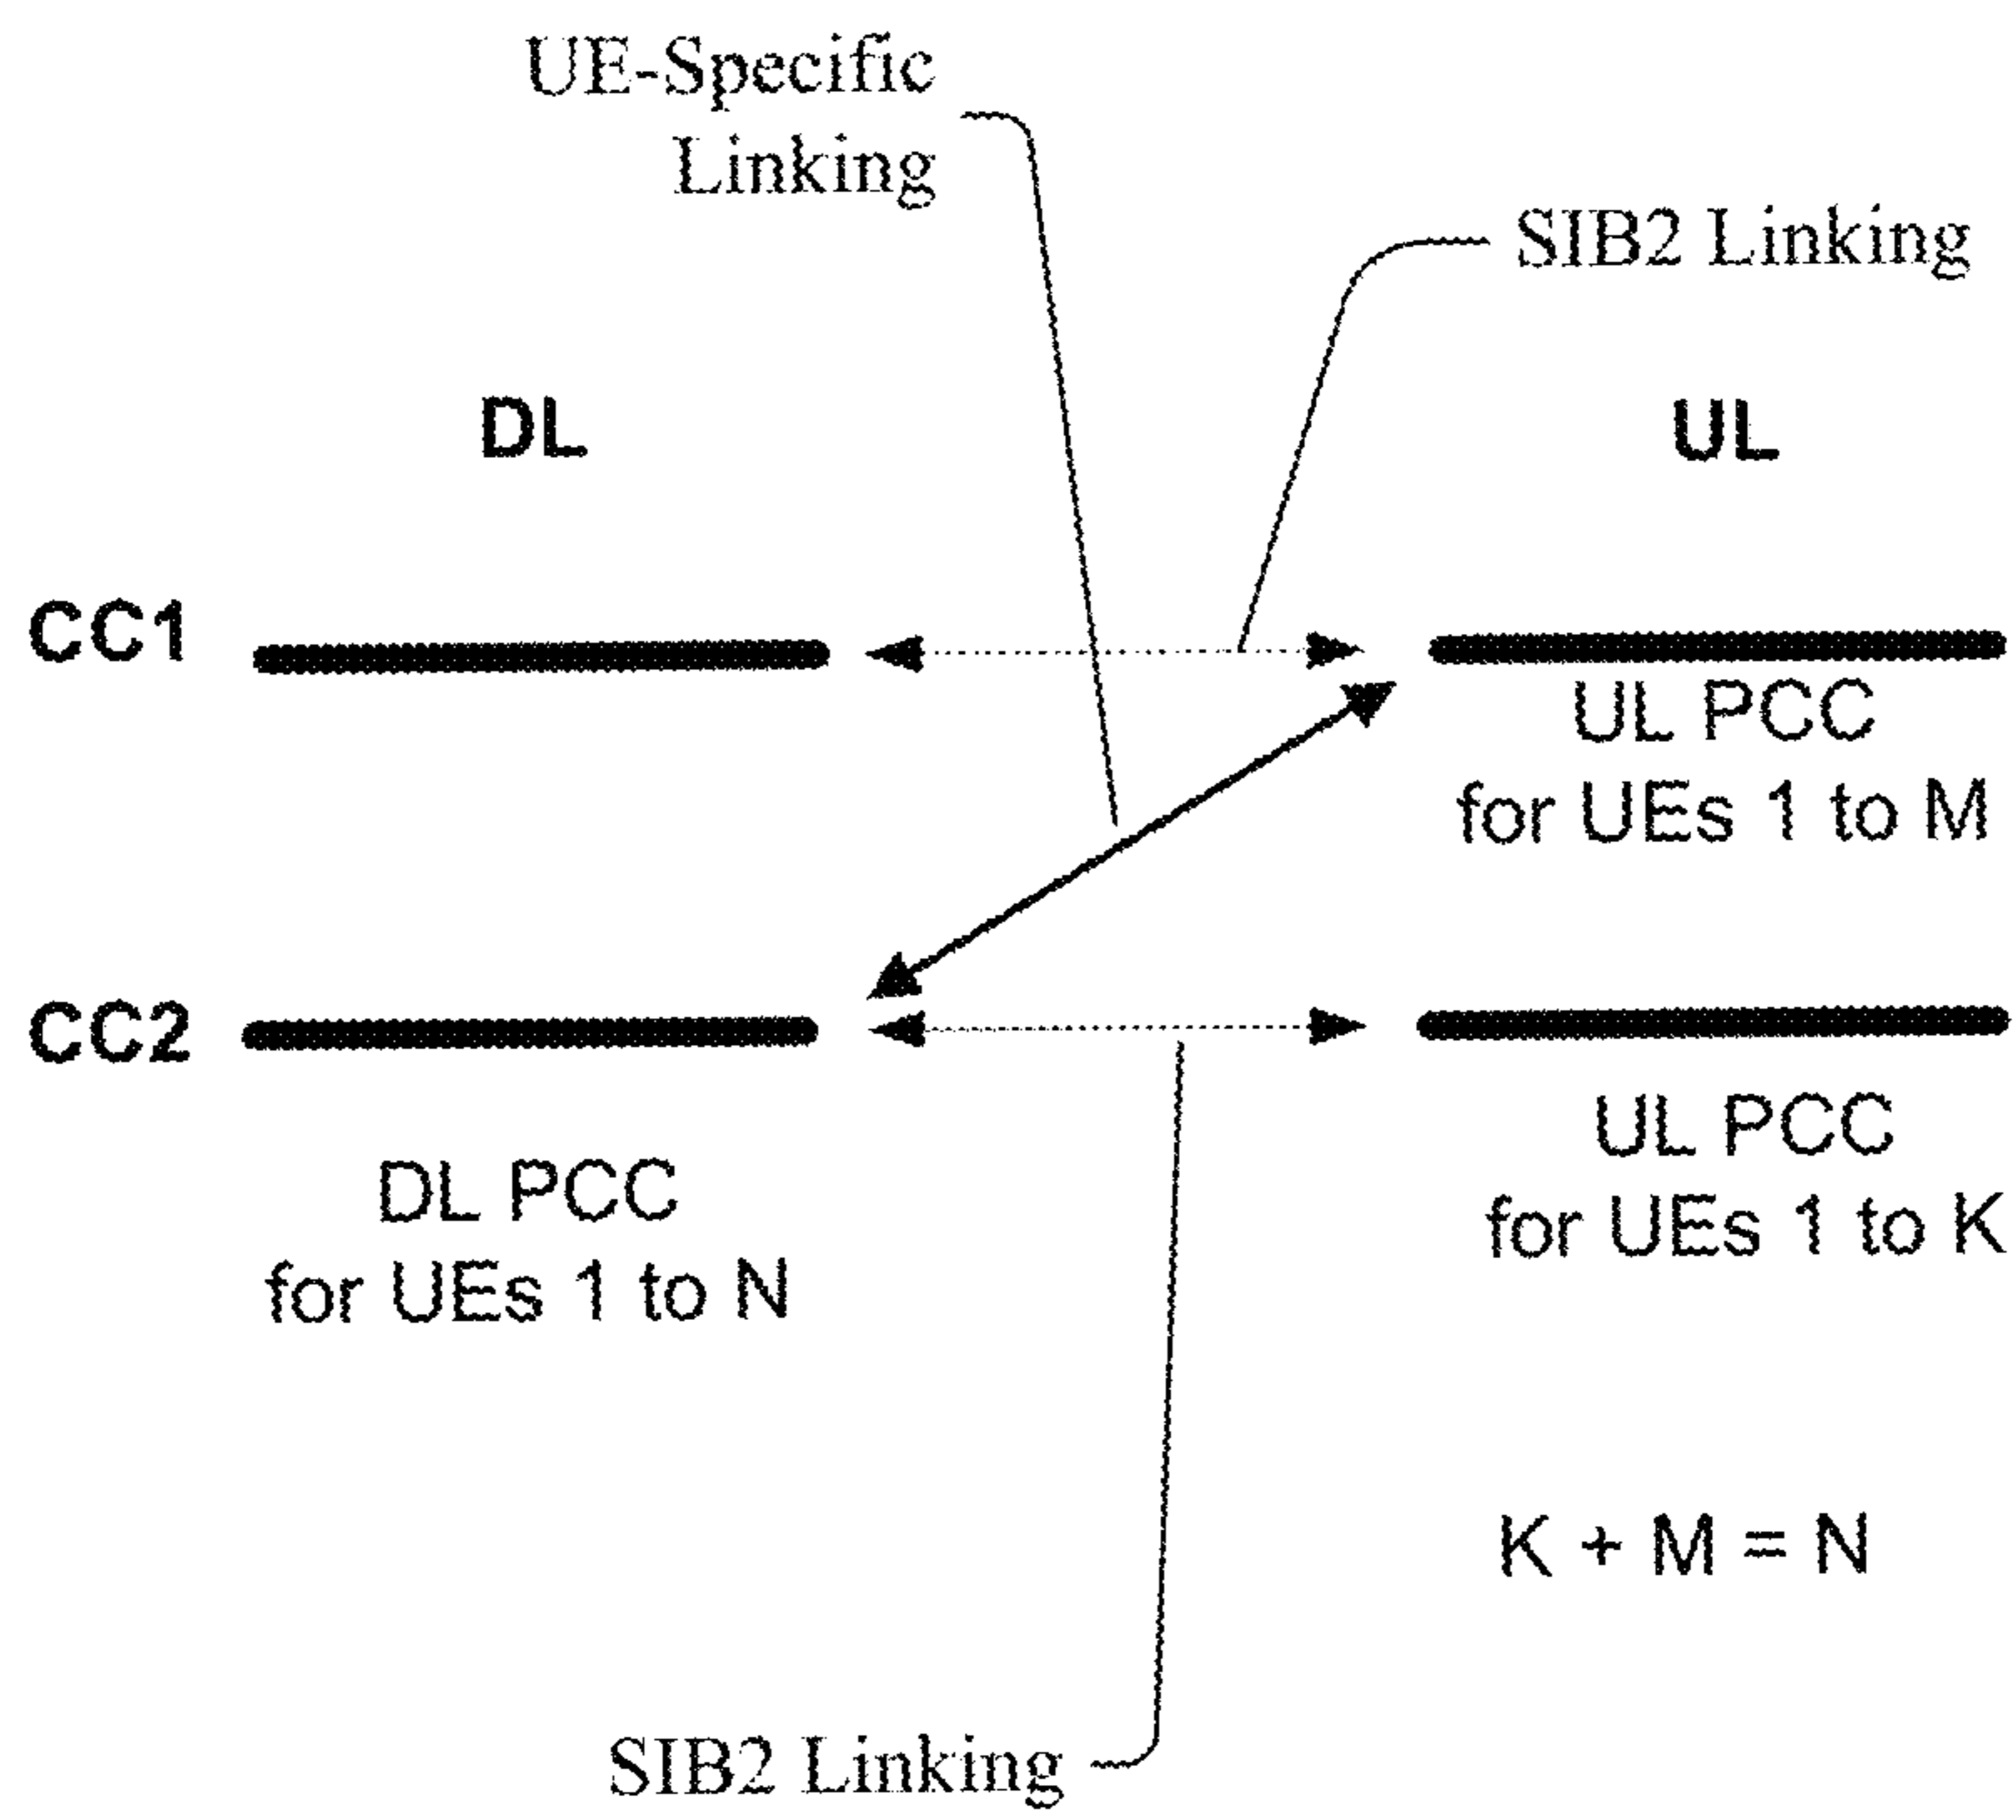 UE-Specific
Linking
SIB2 Linking
DL
UL
CC1
UL PCC
for UEs 1 to M
CC2
DL PCC
for UEs 1 to N
UL PCC
for UEs 1 to K
K + M = N
SIB2 Linking